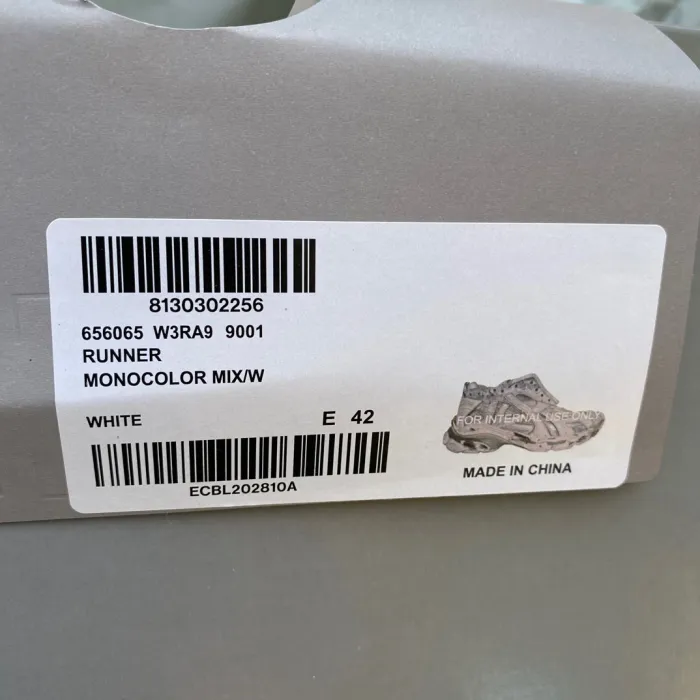 8130302256
656065 W3RA9 9001
RUNNER
MONOCOLOR MIX/W
WHITE E 42
FOR INTERNAL USE ONLY
ECBL202810A
MADE IN CHINA